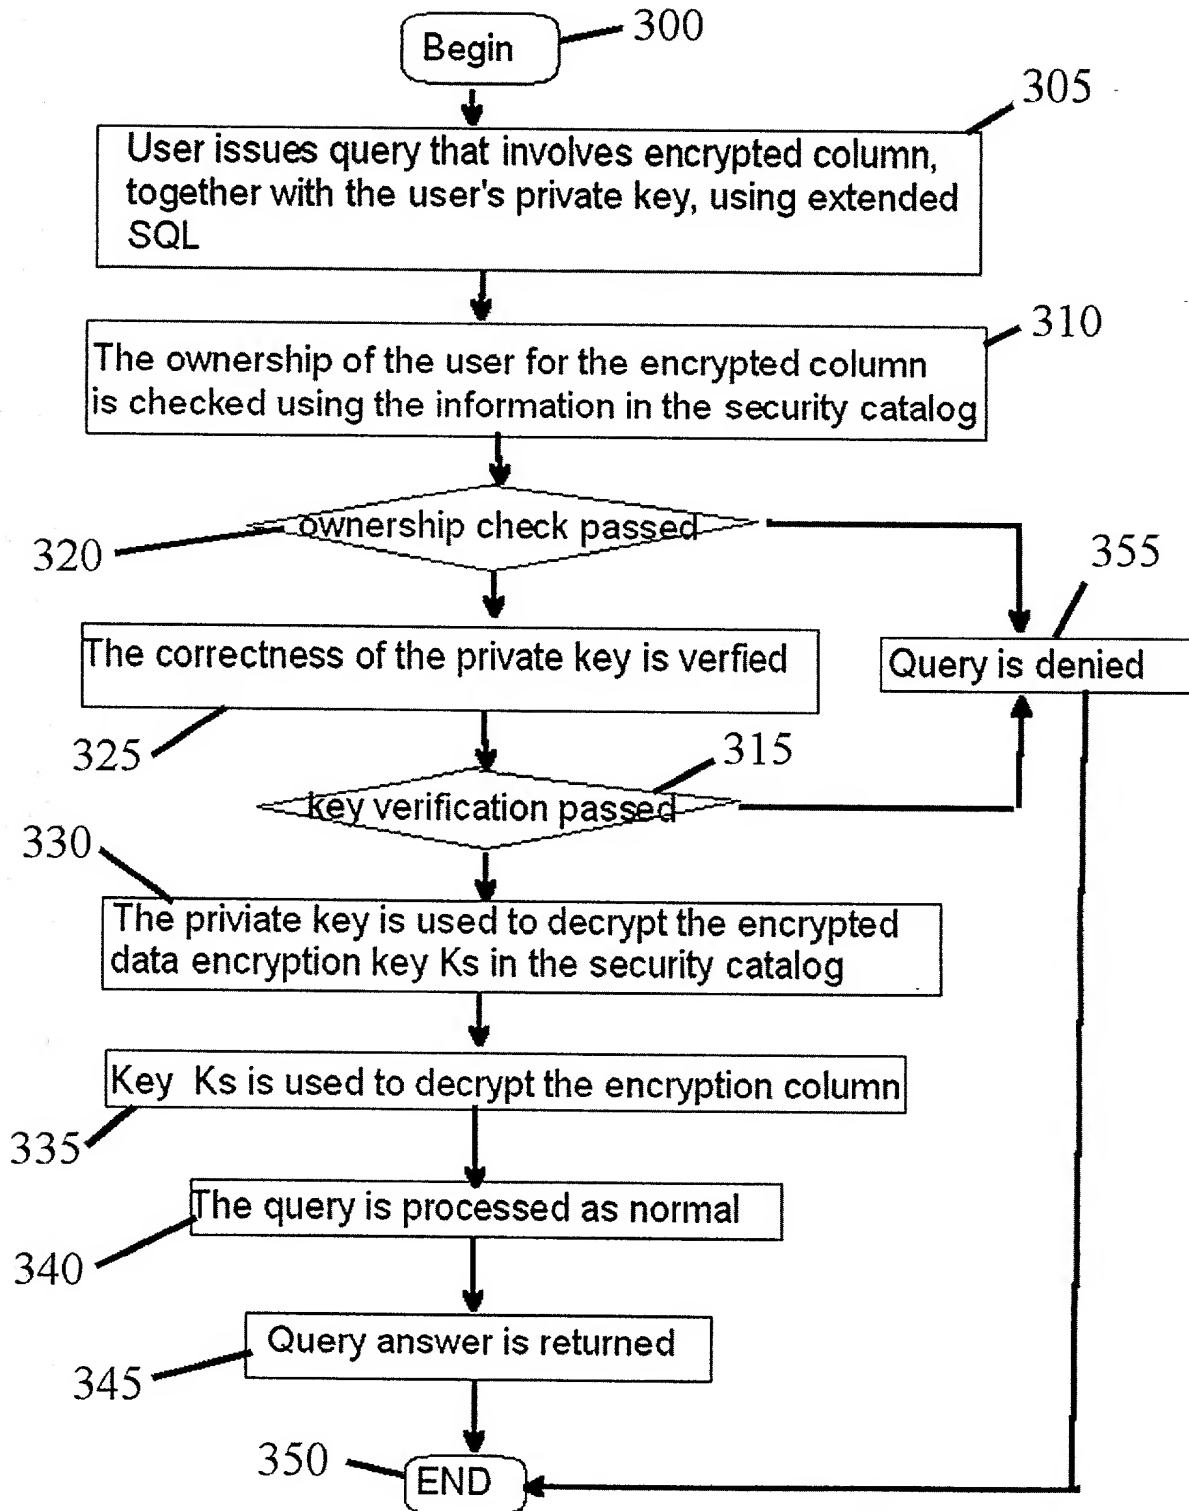 Begin
300
305
User issues query that involves encrypted column,
together with the user's private key, using extended
SQL
310
The ownership of the user for the encrypted column
is checked using the information in the security catalog
ownership check passed
320
355
The correctness of the private key is verfied
Query is denied
325
315
key verification passed
330
The priviate key is used to decrypt the encrypted
data encryption key Ks in the security catalog
Key Ks is used to decrypt the encryption column
335
The query is processed as normal
340
Query answer is returned
345
350
END